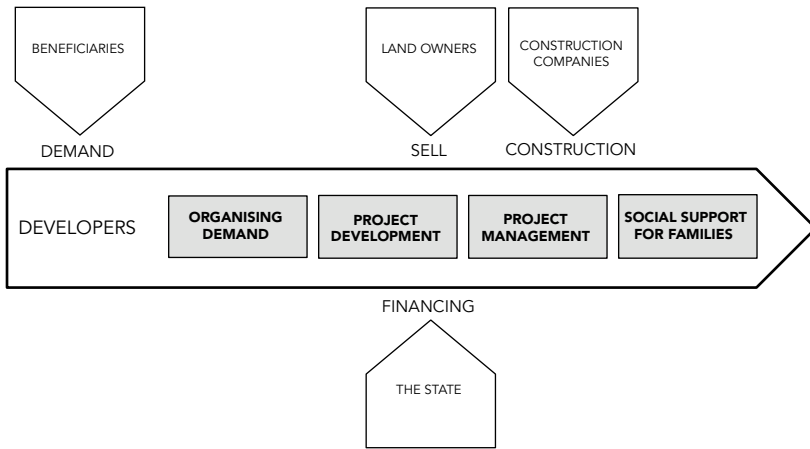 BENEFICIARIES
LAND OWNERS
CONSTRUCTION
COMPANIES
DEMAND
SELL
CONSTRUCTION
DEVELOPERS
ORGANISING
DEMAND
PROJECT
DEVELOPMENT
PROJECT
MANAGEMENT
SOCIAL SUPPORT
FOR FAMILIES
FINANCING
THE STATE